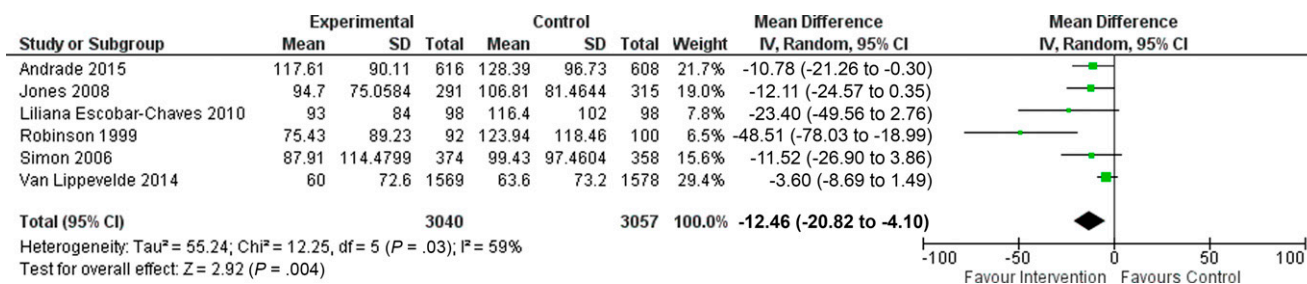 Experimental Control Mean Difference Mean Difference
Study or Subgroup Mean SD Total Mean SD Total Weight IV, Random, 95% CI IV, Random, 95% CI
Andrade 2015 117.61 90.11 616 128.39 96.73 608 21.7% -10.78 (-21.26 to -0.30)
Jones 2008 94.7 75.0584 291 106.81 81.4644 315 19.0% -12.11 (-24.57 to 0.35)
Liliana Escobar-Chaves 2010 93 84 98 116.4 102 98 7.8% -23.40 (-49.56 to 2.76)
Robinson 1999 75.43 89.23 92 123.94 118.46 100 6.5% -48.51 (-78.03 to -18.99)
Simon 2006 87.91 114.4799 374 99.43 97.4604 358 15.6% -11.52 (-26.90 to 3.86)
Van Lippevelde 2014 60 72.6 1569 63.6 73.2 1578 29.4% -3.60 (-8.69 to 1.49)
Total (95% CI) 3040 3057 100.0% -12.46 (-20.82 to -4.10)
Heterogeneity: Tau² = 55.24; Chi² = 12.25, df = 5 (P = .03); I² = 59%
Test for overall effect: Z = 2.92 (P = .004)
-100 -50 0 50 100
Favour Intervention Favours Control